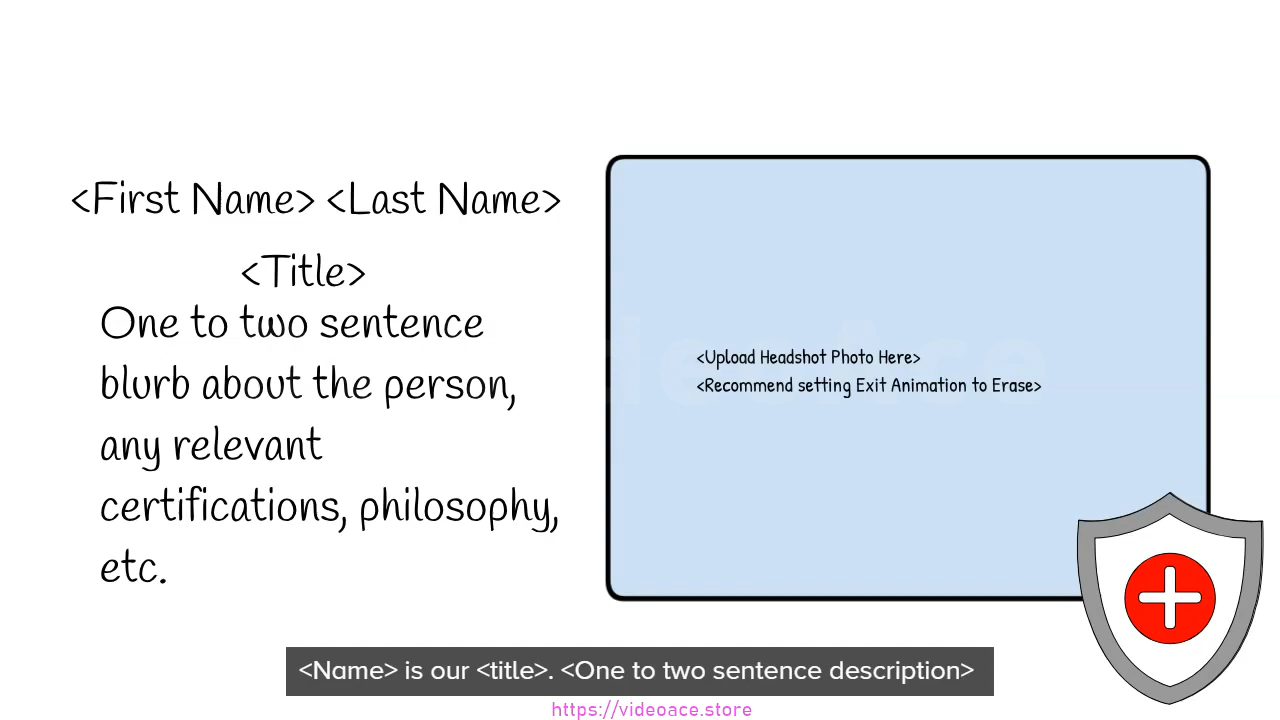 <First Name> <Last Name>
<Title>
One to two sentence
blurb about the person,
any relevant
certifications, philosophy,
etc.
<Upload Headshot Photo Here>
<Recommend setting Exit Animation to Erase>
<Name> is our <title>. <One to two sentence description>
https://videoace.store